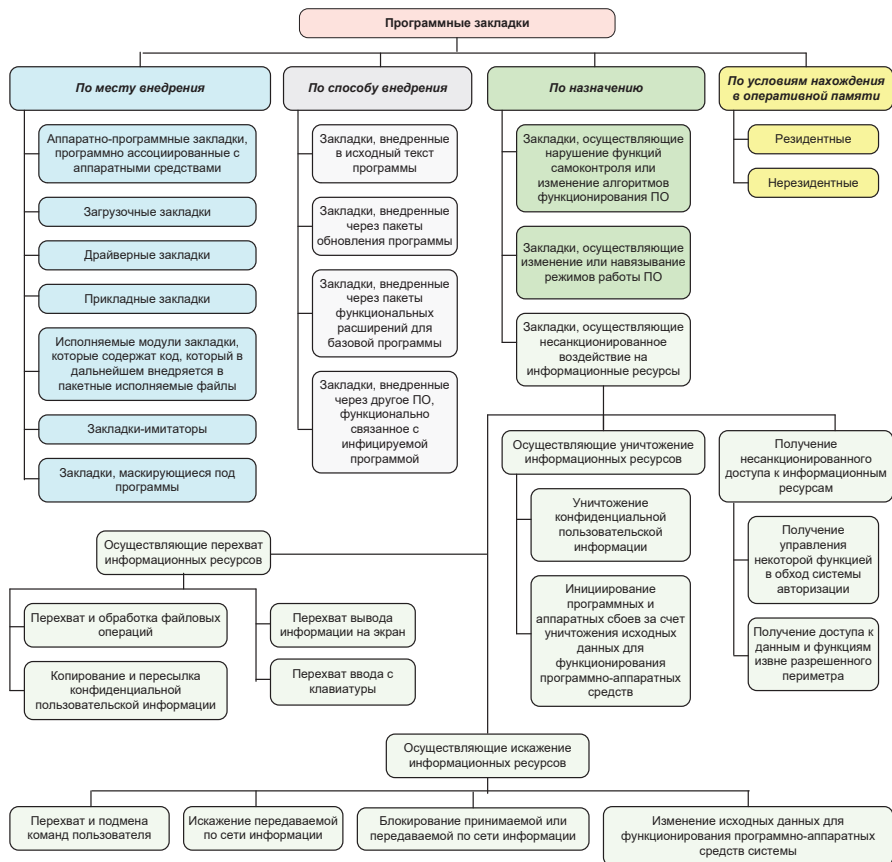 Программные закладки
По месту внедрения
Аппаратно-программные закладки,
программно ассоциированные с
аппаратными средствами
Загрузочные закладки
Драйверные закладки
Прикладные закладки
Исполняемые модули закладки,
которые содержат код, который в
дальнейшем внедряется в
пакетные исполняемые файлы
Закладки-имитаторы
Закладки, маскирующиеся под
программы
По способу внедрения
Закладки, внедренные
в исходный текст
программы
Закладки, внедренные
через пакеты
обновления программы
Закладки, внедренные
через пакеты
функциональных
расширений для
базовой программы
Закладки, внедренные
через другое ПО,
функционально
связанное с
инфицируемой
программой
По назначению
Закладки, осуществляющие
нарушение функций
самоконтроля или
изменение алгоритмов
функционирования ПО
Закладки, осуществляющие
изменение или навязывание
режимов работы ПО
Закладки, осуществляющие
несанкционированное
воздействие на
информационные ресурсы
По условиям нахождения
в оперативной памяти
Резидентные
Нерезидентные
Осуществляющие уничтожение
информационных ресурсов
Уничтожение
конфиденциальной
пользовательской
информации
Инициирование
программных и
аппаратных сбоев за счет
уничтожения исходных
данных для
функционирования
программно-аппаратных
средств
Получение
несанкционированного
доступа к информационным
ресурсам
Получение
управления
некоторой функцией
в обход системы
авторизации
Получение доступа к
данным и функциям
извне разрешенного
периметра
Осуществляющие перехват
информационных ресурсов
Перехват и обработка файловых
операций
Копирование и пересылка
конфиденциальной
пользовательской информации
Перехват вывода
информации на экран
Перехват ввода с
клавиатуры
Осуществляющие искажение
информационных ресурсов
Перехват и подмена
команд пользователя
Искажение передаваемой
по сети информации
Блокирование принимаемой или
передаваемой по сети информации
Изменение исходных данных для
функционирования программно-аппаратных
средств системы